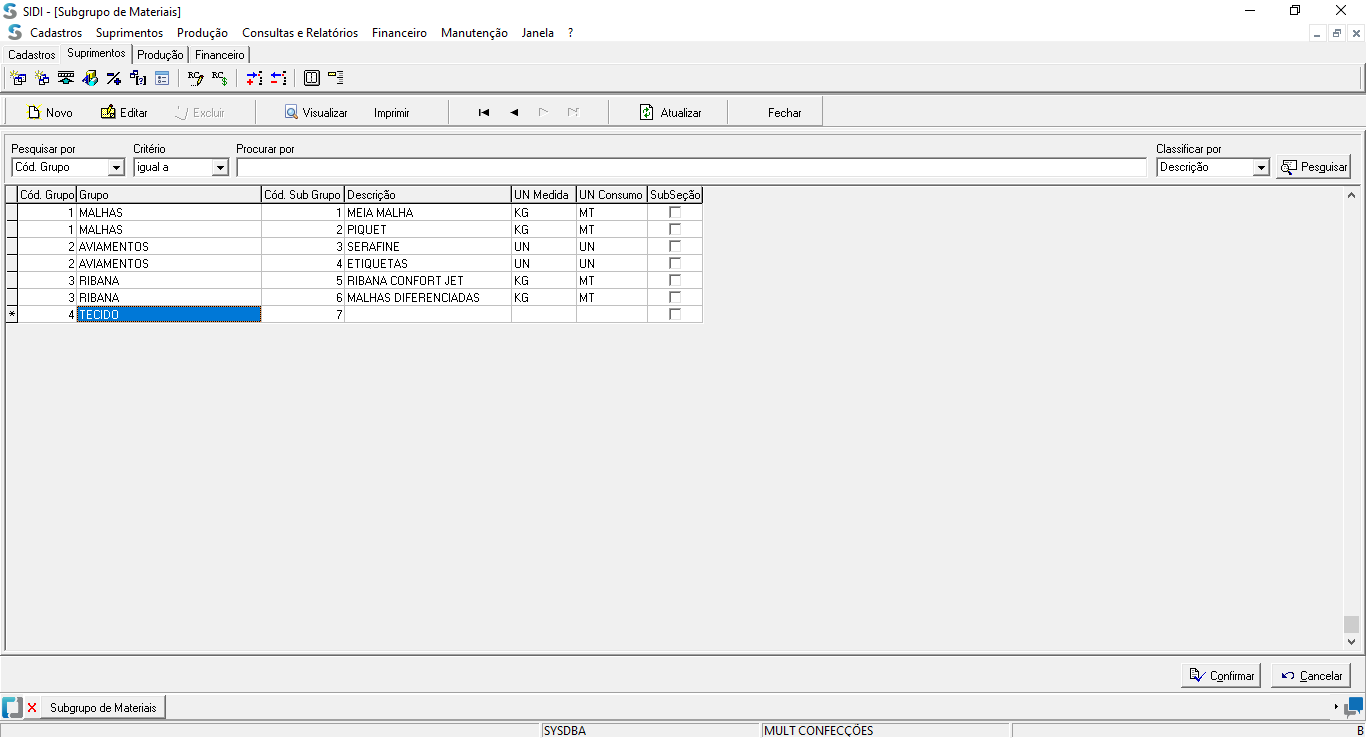 SIDI - [Subgrupo de Materiais]
Cadastros Suprimentos Produção Consultas e Relatórios Financeiro Manutenção Janela ?
Cadastros Suprimentos Produção Financeiro
Novo Editar Excluir Visualizar Imprimir Atualizar Fechar
Pesquisar por Critério Procurar por Classificar por
Cód. Grupo igual a Descrição Pesquisar
Cód. Grupo Grupo Cód. Sub Grupo Descrição UN Medida UN Consumo SubSeção
1 MALHAS 1 MEIA MALHA KG MT
1 MALHAS 2 PIQUET KG MT
2 AVIAMENTOS 3 SERAFINE UN UN
2 AVIAMENTOS 4 ETIQUETAS UN UN
3 RIBANA 5 RIBANA CONFORT JET KG MT
3 RIBANA 6 MALHAS DIFERENCIADAS KG MT
* 4 TECIDO 7
Confirmar Cancelar
Subgrupo de Materiais
SYSDBA MULT CONFECÇÕES B